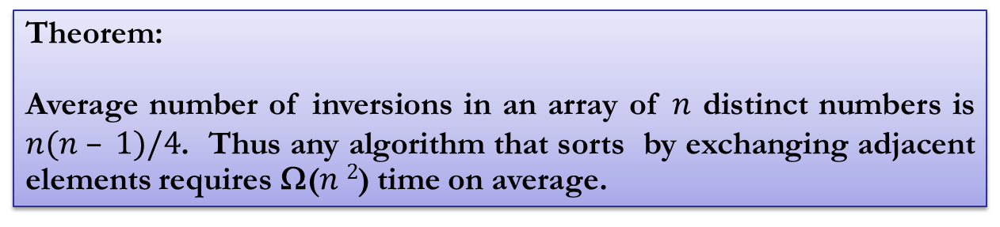 Theorem:
Average number of inversions in an array of n distinct numbers is
n(n – 1)/4. Thus any algorithm that sorts by exchanging adjacent
elements requires Ω(n ²) time on average.